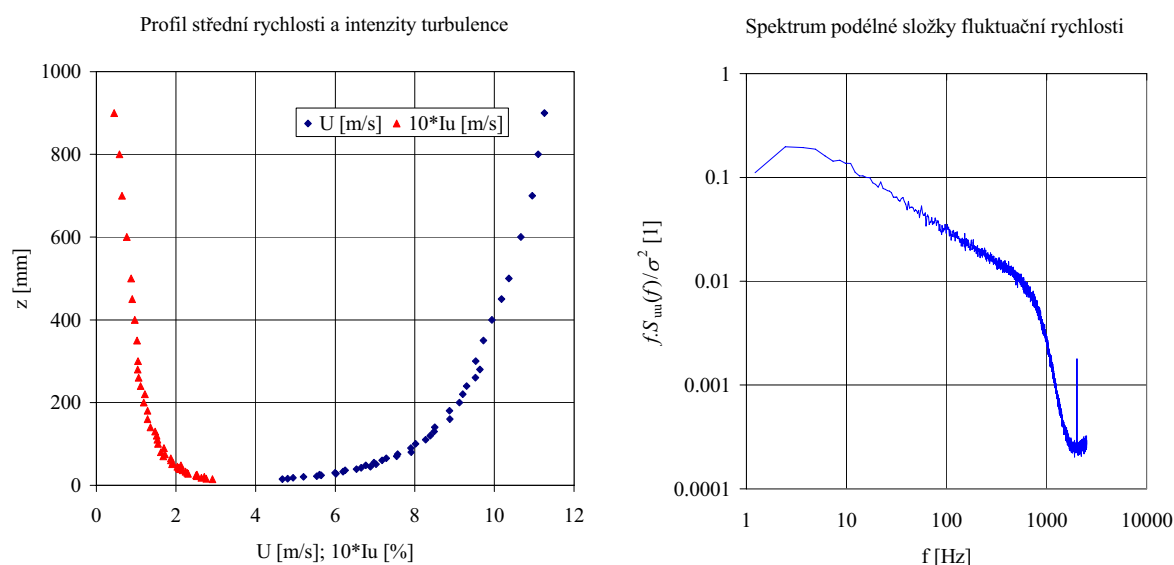 Profil střední rychlosti a intenzity turbulence
1000
800
600
400
200
0
z [mm]
U [m/s]
10*Iu [m/s]
0 2 4 6 8 10 12
U [m/s]; 10*Iu [%]
Spektrum podélné složky fluktuační rychlosti
1
0.1
0.01
0.001
0.0001
f.S_uu(f)/σ² [1]
1 10 100 1000 10000
f [Hz]